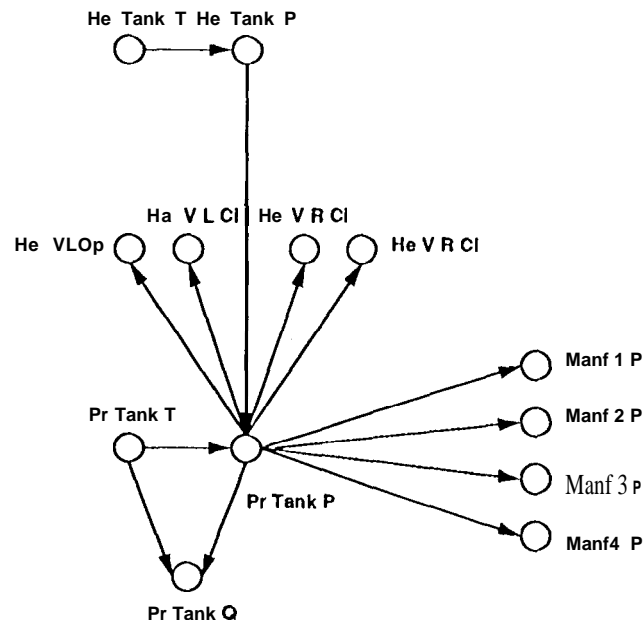 He Tank T He Tank P
Ha V L Cl He V R Cl
He VLOp
He V R Cl
Manf 1 P
Pr Tank T
Manf 2 P
Manf 3 P
Pr Tank P
Manf4 P
Pr Tank Q